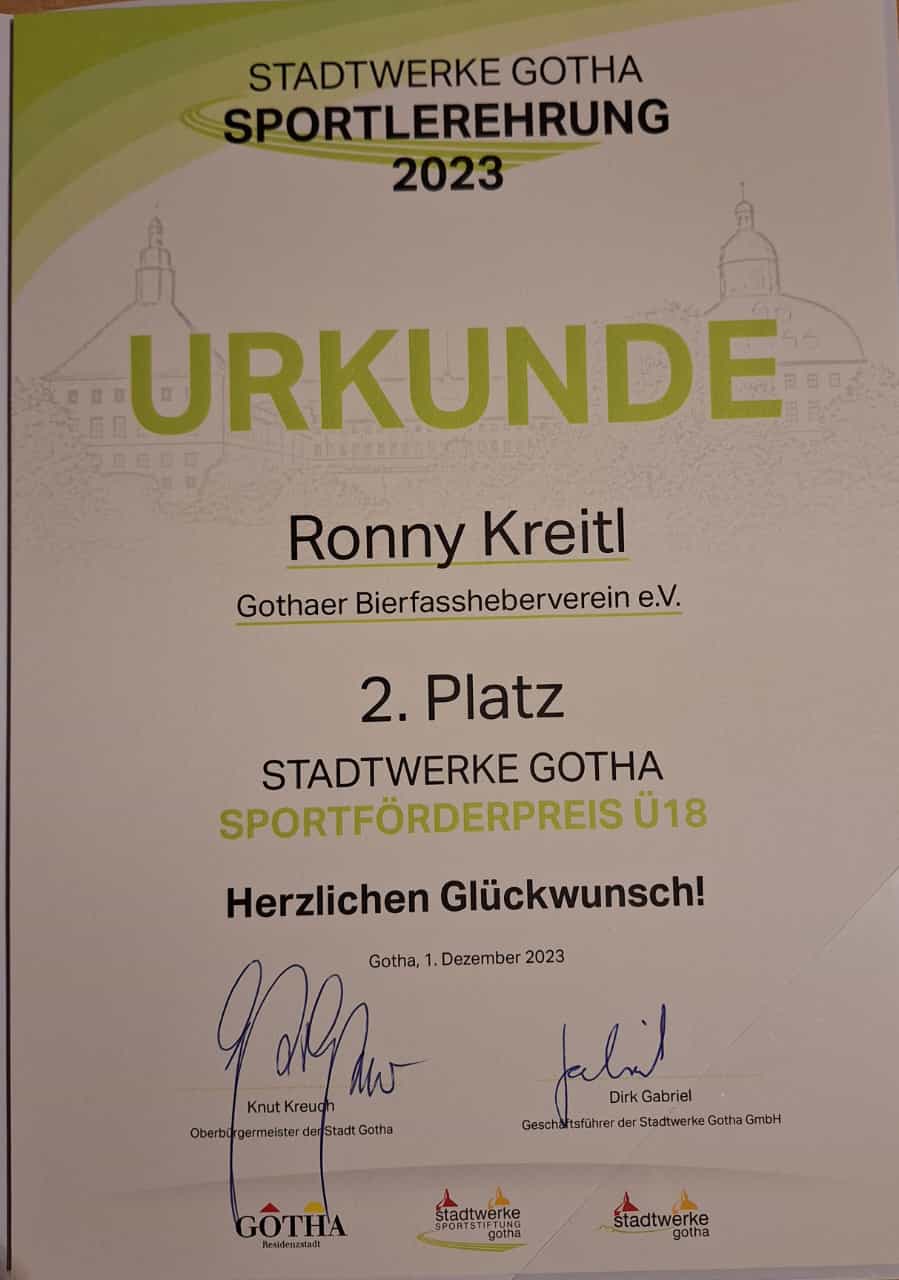 STADTWERKE GOTHA
SPORTLEREHRUNG
2023
URKUNDE
Ronny Kreitl
Gothaer Bierfassheberverein e.V.
2. Platz
STADTWERKE GOTHA
SPORTFÖRDERPREIS Ü18
Herzlichen Glückwunsch!
Gotha, 1. Dezember 2023
Knut Kreuch
Oberbürgermeister der Stadt Gotha
Dirk Gabriel
Geschäftsführer der Stadtwerke Gotha GmbH
GOTHA
Residenzstadt
stadtwerke
SPORTSTIFTUNG
gotha
stadtwerke
gotha